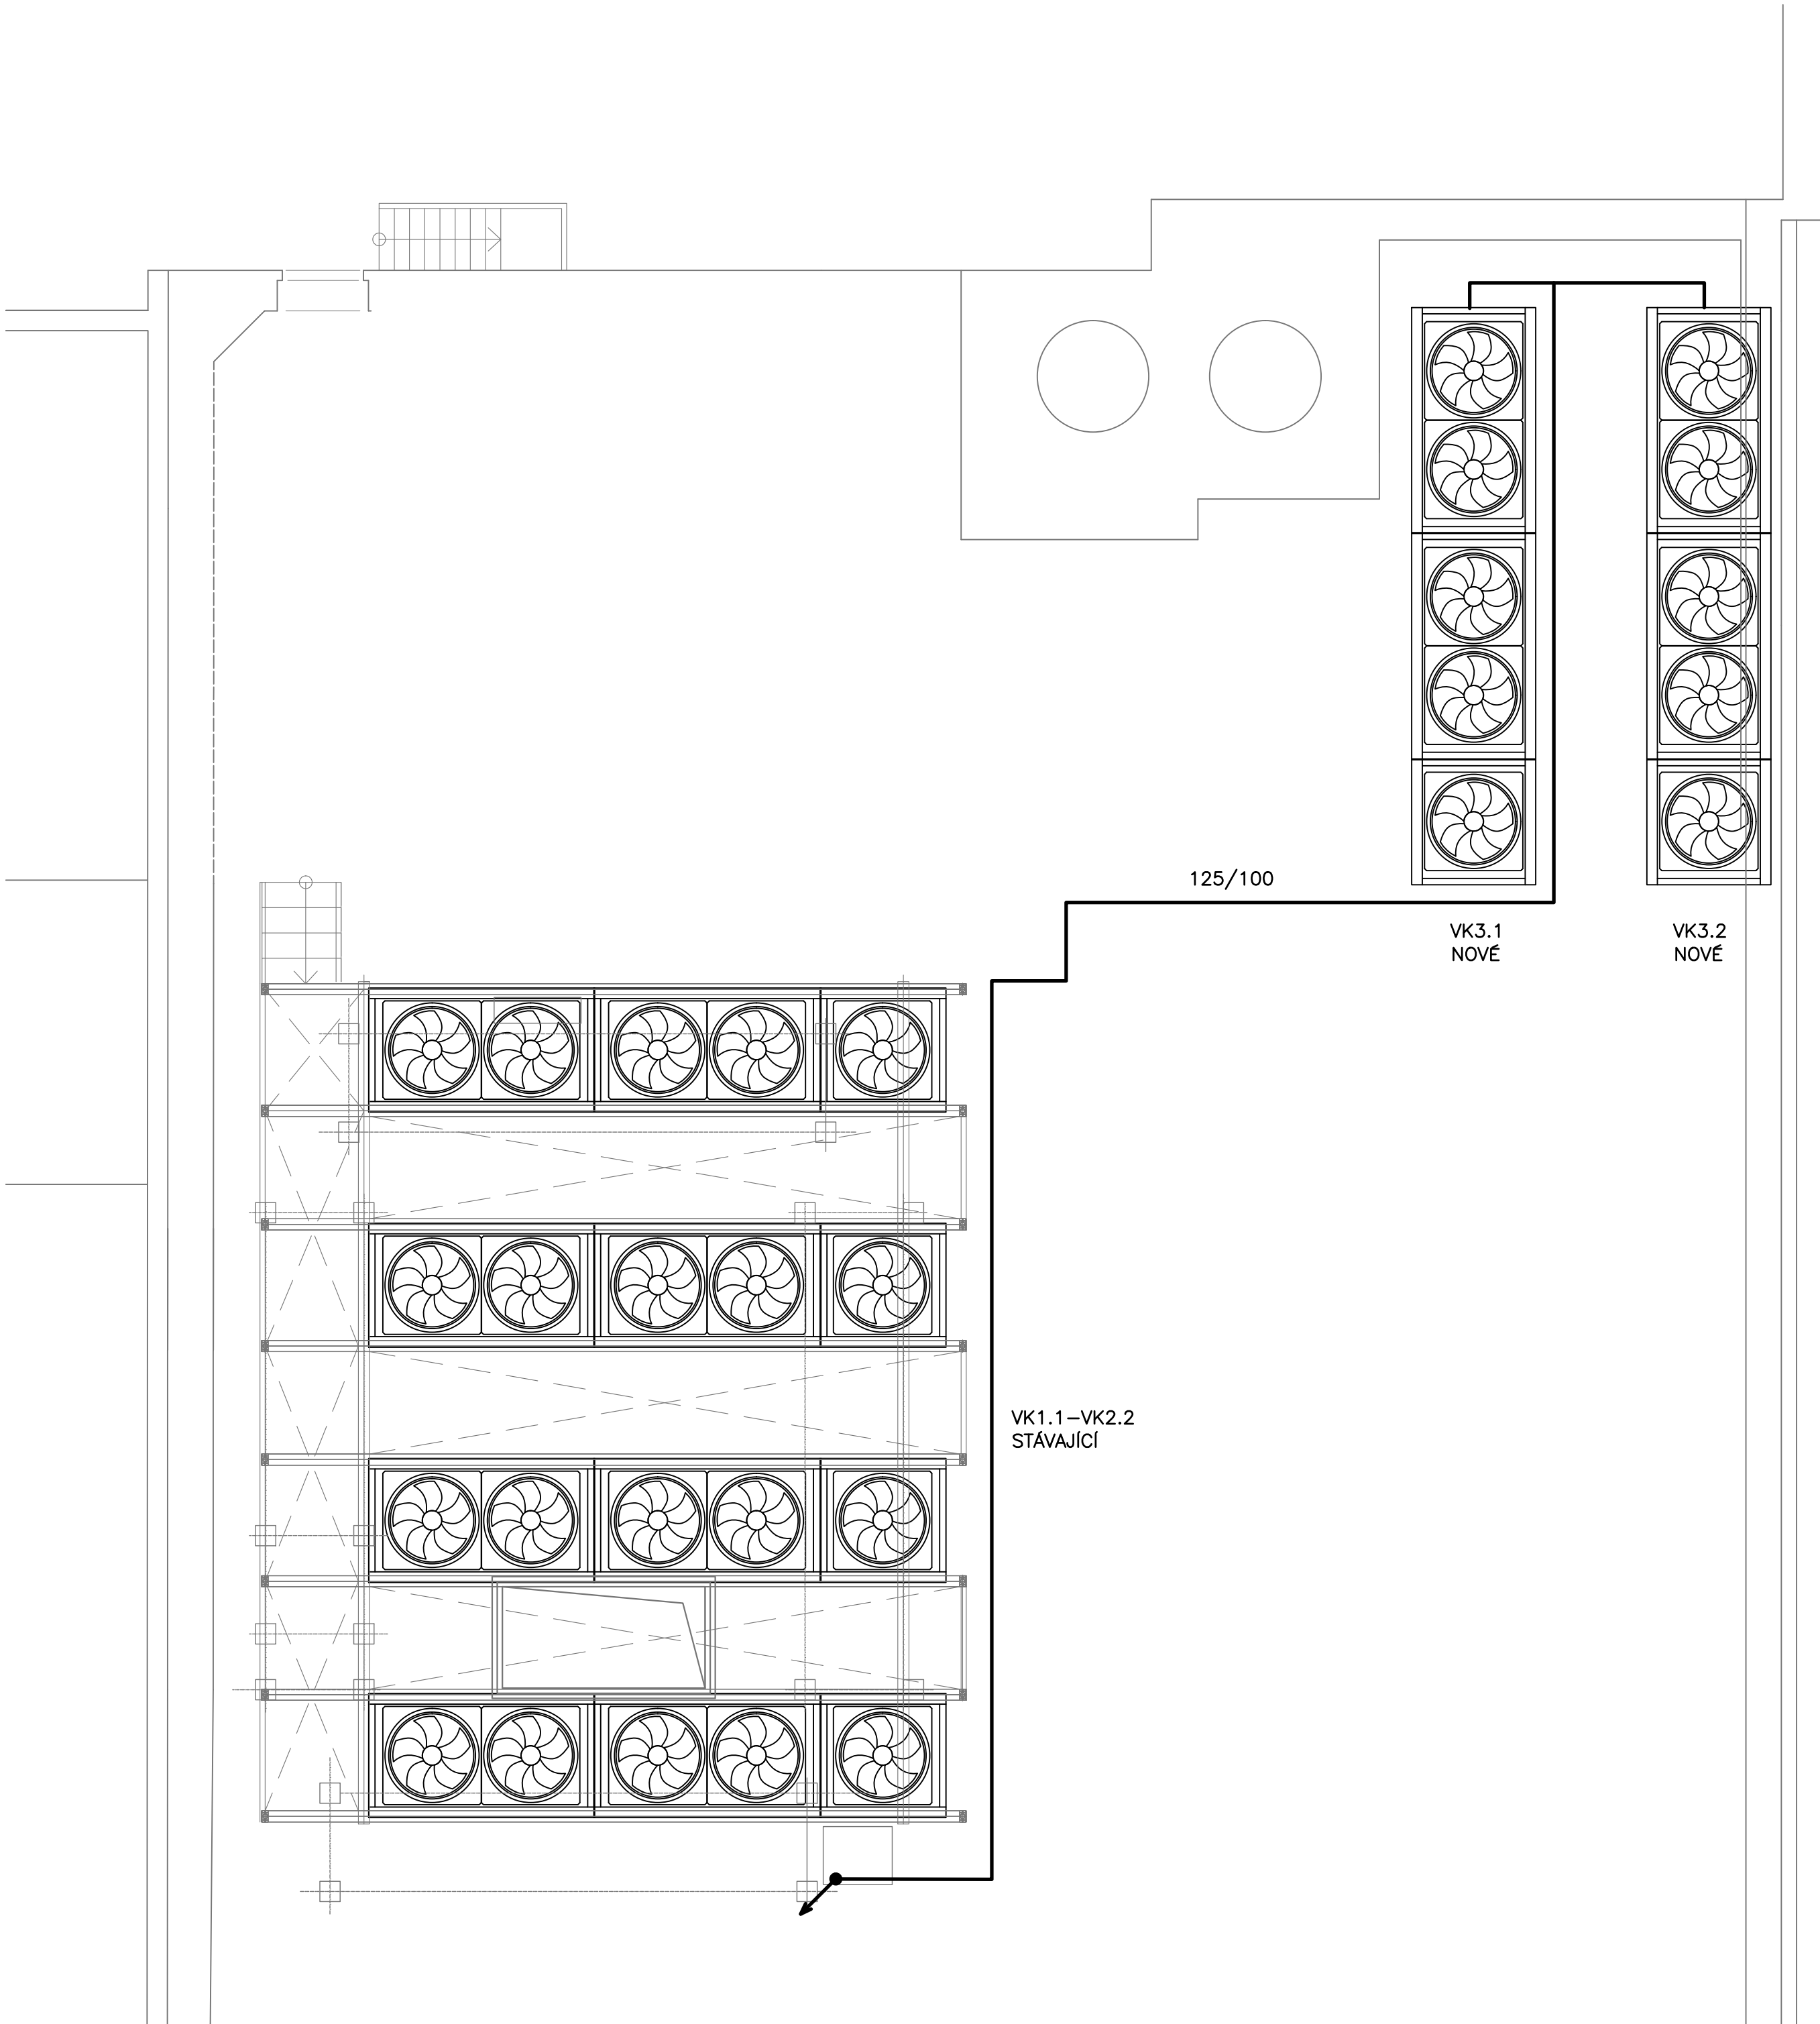 125/100
VK3.1
NOVÉ
VK3.2
NOVÉ
VK1.1–VK2.2
STÁVAJÍCÍ